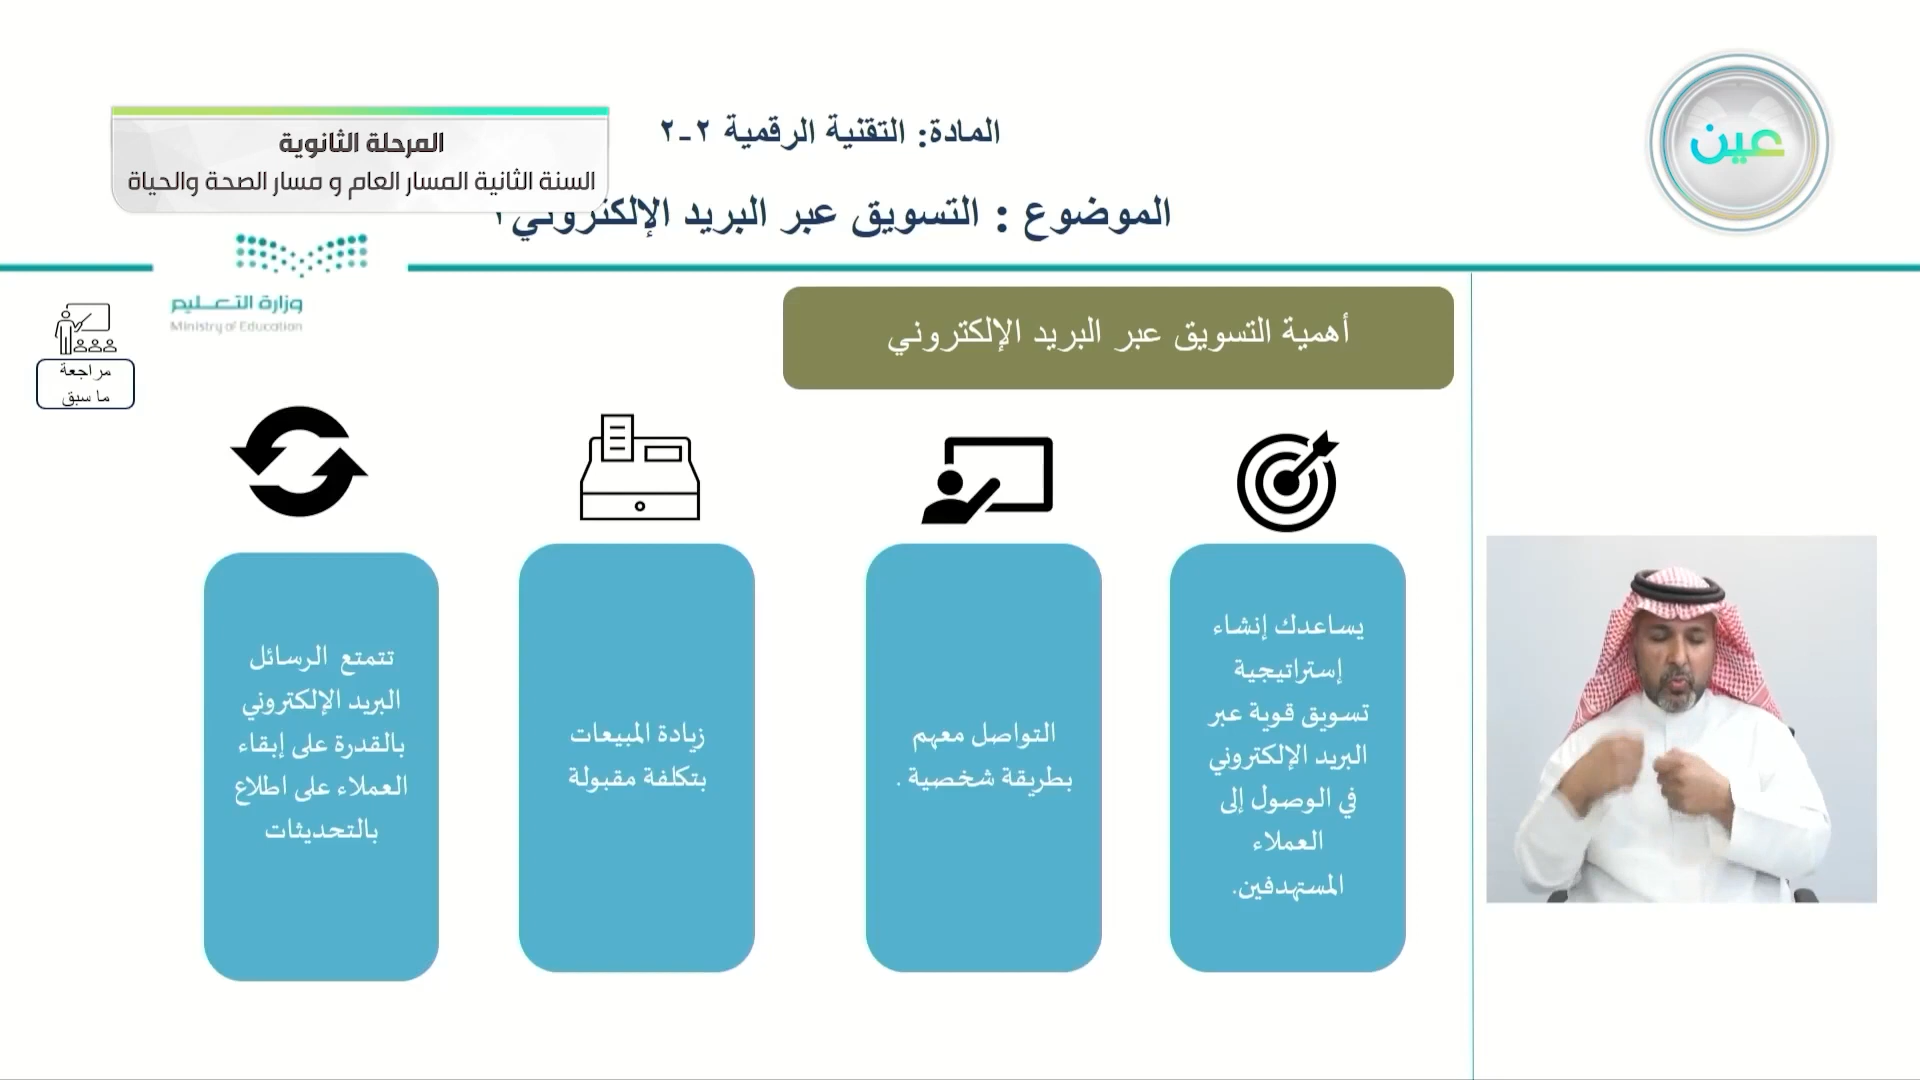 المادة: التقنية الرقمية ٢-٢
المرحلة الثانوية
السنة الثانية المسار العام و مسار الصحة والحياة
الموضوع : التسويق عبر البريد الإلكتروني
عين
وزارة التعليم
Ministry of Education
مراجعة
ما سبق
أهمية التسويق عبر البريد الإلكتروني
يساعدك إنشاء
إستراتيجية
تسويق قوية عبر
البريد الإلكتروني
في الوصول إلى
العملاء
المستهدفين.
التواصل معهم
بطريقة شخصية .
زيادة المبيعات
بتكلفة مقبولة
تتمتع الرسائل
البريد الإلكتروني
بالقدرة على إبقاء
العملاء على اطلاع
بالتحديثات